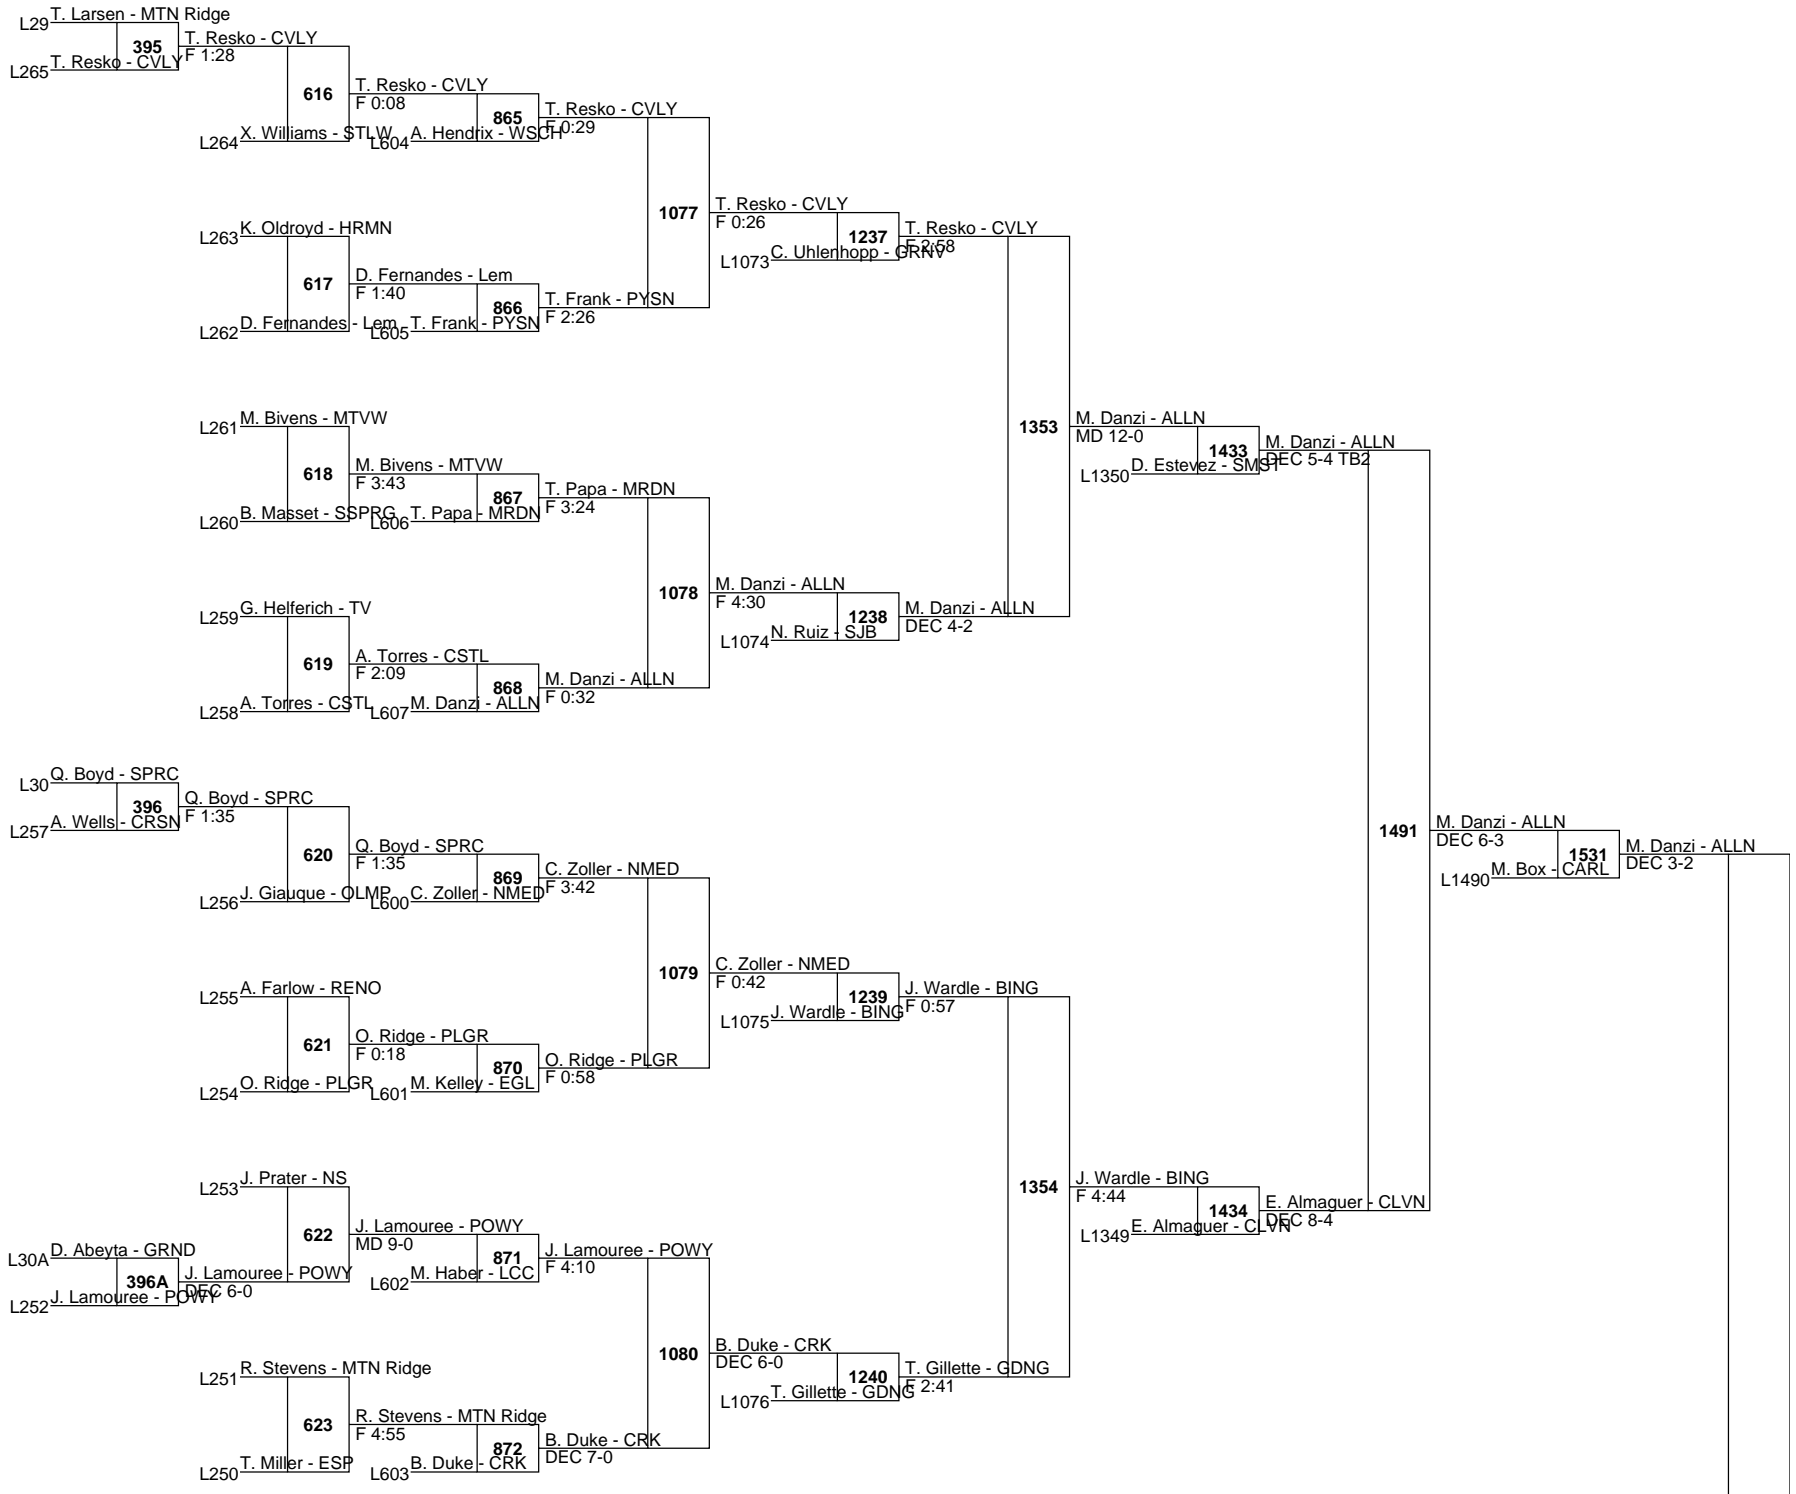 L29 T. Larsen - MTN Ridge
395 T. Resko - CVLY
F 1:28
L265 T. Resko - CVLY
616 T. Resko - CVLY
F 0:08
L264 X. Williams - STLW
865 T. Resko - CVLY
F 0:29
L604 A. Hendrix - WSCH
1077 T. Resko - CVLY
F 0:26
L263 K. Oldroyd - HRMN
617 D. Fernandes - Lem
F 1:40
L262 D. Fernandes - Lem
866 T. Frank - PYSN
F 2:26
L605 T. Frank - PYSN
1237 T. Resko - CVLY
F 2:58
L1073 C. Uhlenhopp - GRNV
1353 M. Danzi - ALLN
MD 12-0
L261 M. Bivens - MTVW
618 M. Bivens - MTVW
F 3:43
L260 B. Masset - SSPRG
867 T. Papa - MRDN
F 3:24
L606 T. Papa - MRDN
1078 M. Danzi - ALLN
F 4:30
L259 G. Helferich - TV
619 A. Torres - CSTL
F 2:09
L258 A. Torres - CSTL
868 M. Danzi - ALLN
F 0:32
L607 M. Danzi - ALLN
1238 M. Danzi - ALLN
DEC 4-2
L1074 N. Ruiz - SJB
1433 M. Danzi - ALLN
DEC 5-4 TB2
L1350 D. Estevez - SMST
1491 M. Danzi - ALLN
DEC 6-3
1531 M. Danzi - ALLN
DEC 3-2
L1490 M. Box - CARL
L30 Q. Boyd - SPRC
396 Q. Boyd - SPRC
F 1:35
L257 A. Wells - CRSN
620 Q. Boyd - SPRC
F 1:35
L256 J. Giauque - OLMP
869 C. Zoller - NMED
F 3:42
L600 C. Zoller - NMED
1079 C. Zoller - NMED
F 0:42
L255 A. Farlow - RENO
621 O. Ridge - PLGR
F 0:18
L254 O. Ridge - PLGR
870 O. Ridge - PLGR
F 0:58
L601 M. Kelley - EGL
1239 J. Wardle - BING
F 0:57
L1075 J. Wardle - BING
1354 J. Wardle - BING
F 4:44
1434 E. Almaguer - CLVN
DEC 8-4
L1349 E. Almaguer - CLVN
L253 J. Prater - NS
622 J. Lamouree - POWY
MD 9-0
L30A D. Abeyta - GRND
396A J. Lamouree - POWY
DEC 6-0
L252 J. Lamouree - POWY
871 J. Lamouree - POWY
F 4:10
L602 M. Haber - LCC
1080 B. Duke - CRK
DEC 6-0
L251 R. Stevens - MTN Ridge
623 R. Stevens - MTN Ridge
F 4:55
L250 T. Miller - ESP
872 B. Duke - CRK
DEC 7-0
L603 B. Duke - CRK
1240 T. Gillette - GDNG
F 2:41
L1076 T. Gillette - GDNG